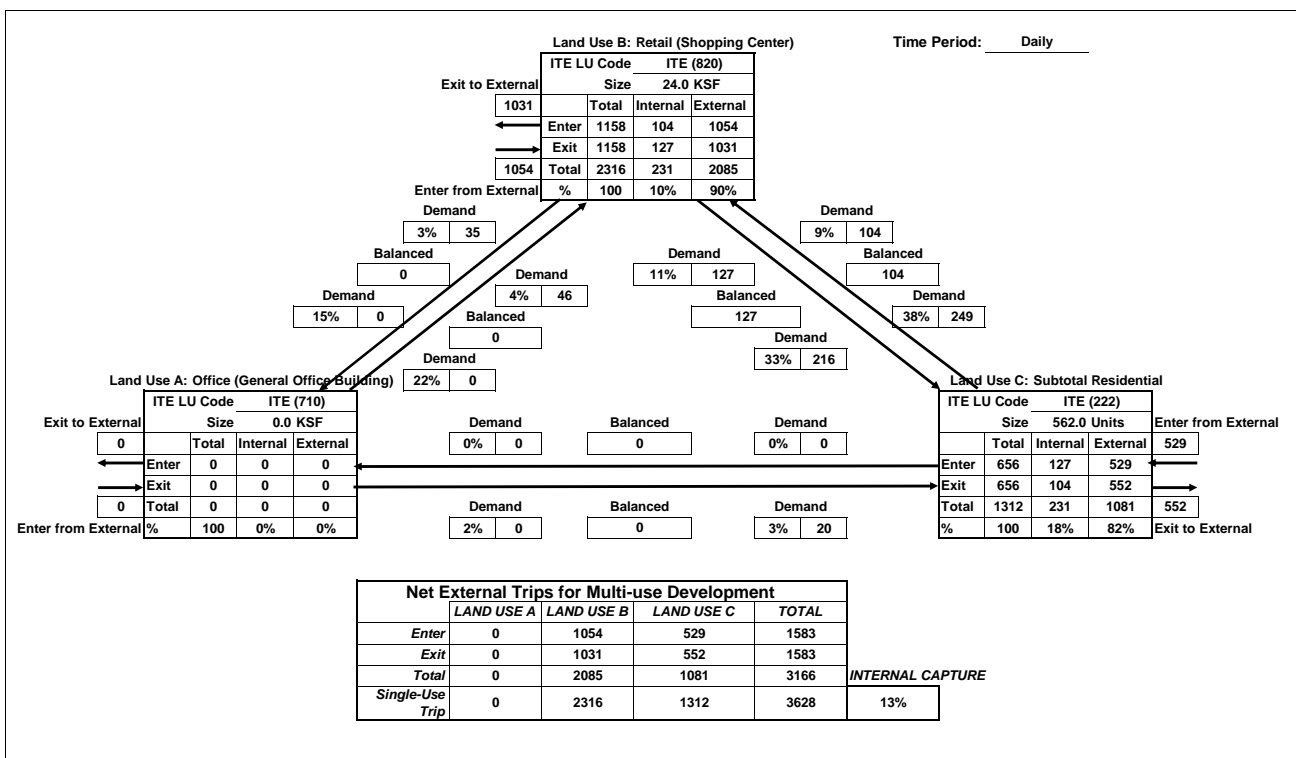 Land Use B: Retail (Shopping Center) Time Period: Daily
ITE LU Code ITE (820)
Exit to External Size 24.0 KSF
1031 Total Internal External
Enter 1158 104 1054
Exit 1158 127 1031
1054 Total 2316 231 2085
Enter from External % 100 10% 90%
Demand Demand
3% 35 9% 104
Balanced Demand Balanced
0 Demand 11% 127 104
Demand 4% 46 Balanced Demand
15% 0 Balanced 127 38% 249
0 Demand
Demand 33% 216
Land Use A: Office (General Office Building) 22% 0 Land Use C: Subtotal Residential
ITE LU Code ITE (710) ITE LU Code ITE (222)
Exit to External Size 0.0 KSF Demand Balanced Demand Size 562.0 Units Enter from External
0 Total Internal External 0% 0 0 0% 0 Total Internal External 529
Enter 0 0 0 Enter 656 127 529
Exit 0 0 0 Exit 656 104 552
0 Total 0 0 0 Demand Balanced Demand Total 1312 231 1081 552
Enter from External % 100 0% 0% 2% 0 0 3% 20 % 100 18% 82% Exit to External
Net External Trips for Multi-use Development
LAND USE A LAND USE B LAND USE C TOTAL
Enter 0 1054 529 1583
Exit 0 1031 552 1583
Total 0 2085 1081 3166 INTERNAL CAPTURE
Single-Use
Trip 0 2316 1312 3628 13%